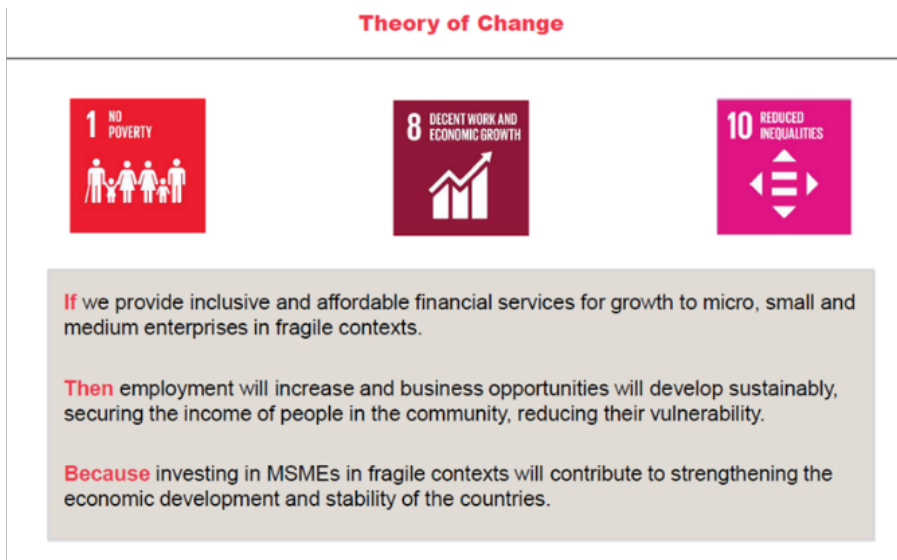 Theory of Change
1 NO
POVERTY
8 DECENT WORK AND
ECONOMIC GROWTH
10 REDUCED
INEQUALITIES
If we provide inclusive and affordable financial services for growth to micro, small and
medium enterprises in fragile contexts.
Then employment will increase and business opportunities will develop sustainably,
securing the income of people in the community, reducing their vulnerability.
Because investing in MSMEs in fragile contexts will contribute to strengthening the
economic development and stability of the countries.